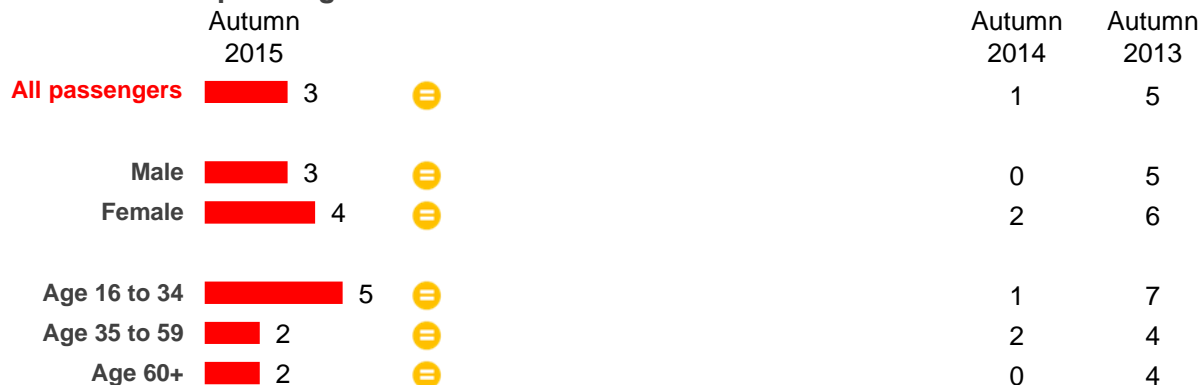 Autumn 2015 Autumn 2014 Autumn 2013
All passengers 3 = 1 5
Male 3 = 0 5
Female 4 = 2 6
Age 16 to 34 5 = 1 7
Age 35 to 59 2 = 2 4
Age 60+ 2 = 0 4